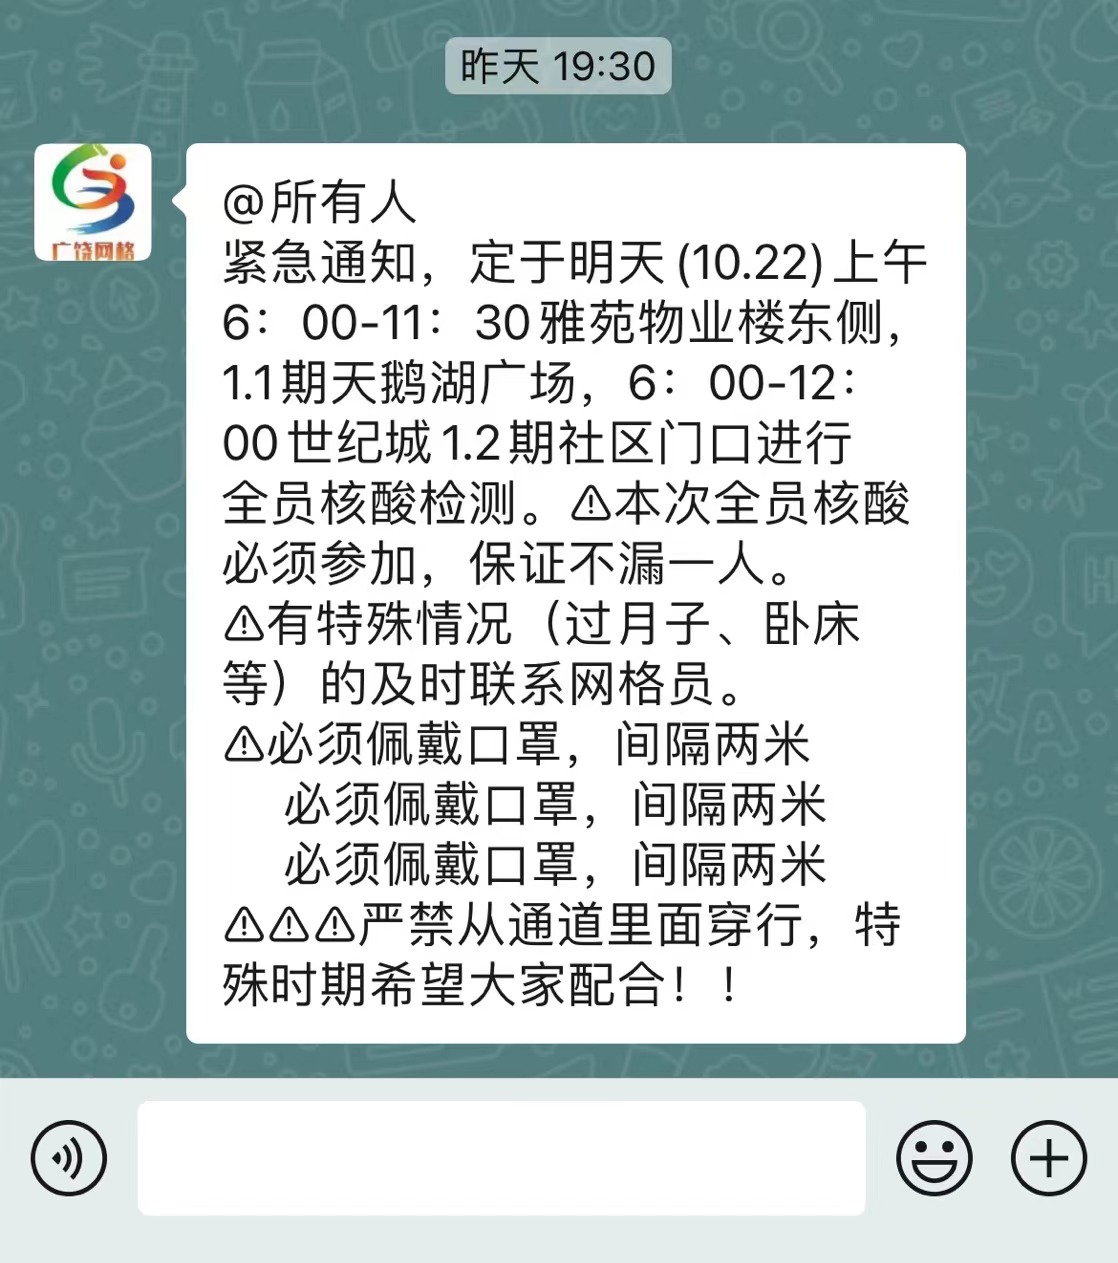 昨天 19:30
广饶网格
@所有人
紧急通知，定于明天(10.22)上午
6：00-11：30雅苑物业楼东侧，
1.1期天鹅湖广场，6：00-12：
00世纪城1.2期社区门口进行
全员核酸检测。⚠本次全员核酸
必须参加，保证不漏一人。
⚠有特殊情况（过月子、卧床
等）的及时联系网格员。
⚠必须佩戴口罩，间隔两米
必须佩戴口罩，间隔两米
必须佩戴口罩，间隔两米
⚠⚠⚠严禁从通道里面穿行，特
殊时期希望大家配合！！